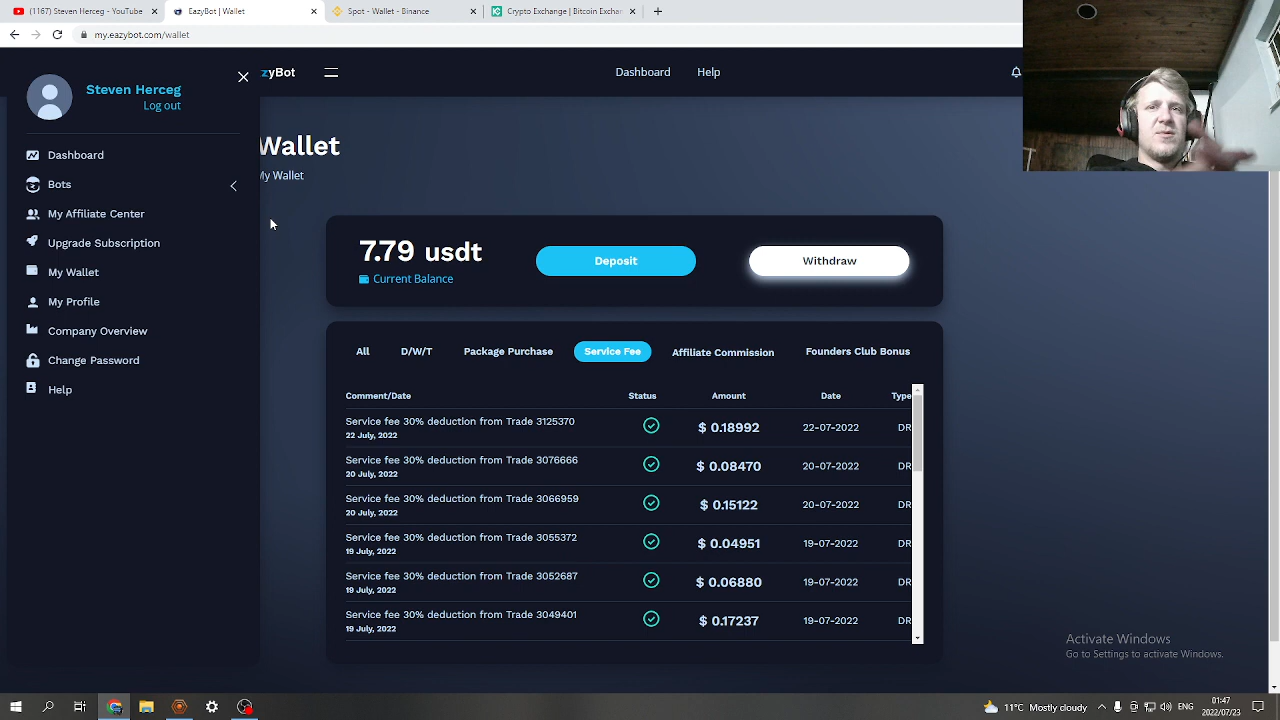 (1167) Steven Herceg - YouTube
EazyBot | Wallet
Spot - Wallet - Binance
Crypto Exchange | Bitcoin Exchan
my.eazybot.com/wallet
Steven Herceg
Log out
zyBot
Dashboard
Help
Dashboard
Bots
My Affiliate Center
Upgrade Subscription
My Wallet
My Profile
Company Overview
Change Password
Help
Wallet
My Wallet
7.79 usdt
Current Balance
Deposit
Withdraw
All
D/W/T
Package Purchase
Service Fee
Affiliate Commission
Founders Club Bonus
Comment/Date Status Amount Date Type
Service fee 30% deduction from Trade 3125370
22 July, 2022
$ 0.18992 22-07-2022 DR
Service fee 30% deduction from Trade 3076666
20 July, 2022
$ 0.08470 20-07-2022 DR
Service fee 30% deduction from Trade 3066959
20 July, 2022
$ 0.15122 20-07-2022 DR
Service fee 30% deduction from Trade 3055372
19 July, 2022
$ 0.04951 19-07-2022 DR
Service fee 30% deduction from Trade 3052687
19 July, 2022
$ 0.06880 19-07-2022 DR
Service fee 30% deduction from Trade 3049401
19 July, 2022
$ 0.17237 19-07-2022 DR
Activate Windows
Go to Settings to activate Windows.
11°C Mostly cloudy
ENG
01:47
2022/07/23